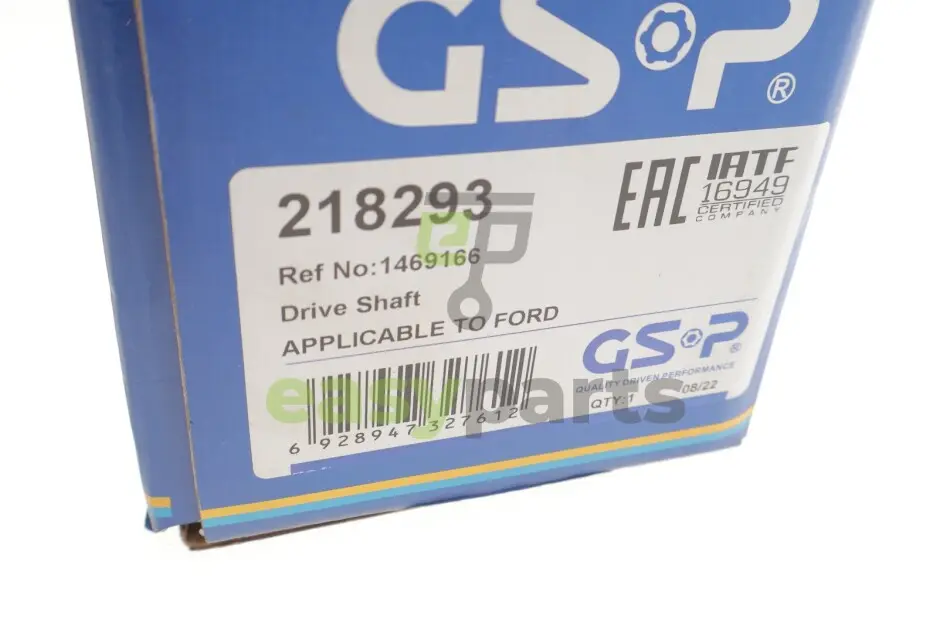 GSP®
218293
EAC
IATF
16949
CERTIFIED
COMPANY
Ref No:1469166
Drive Shaft
APPLICABLE TO FORD
GSP®
QUALITY DRIVEN PERFORMANCE
QTY:1 08/22
6 928947 327612
easyparts